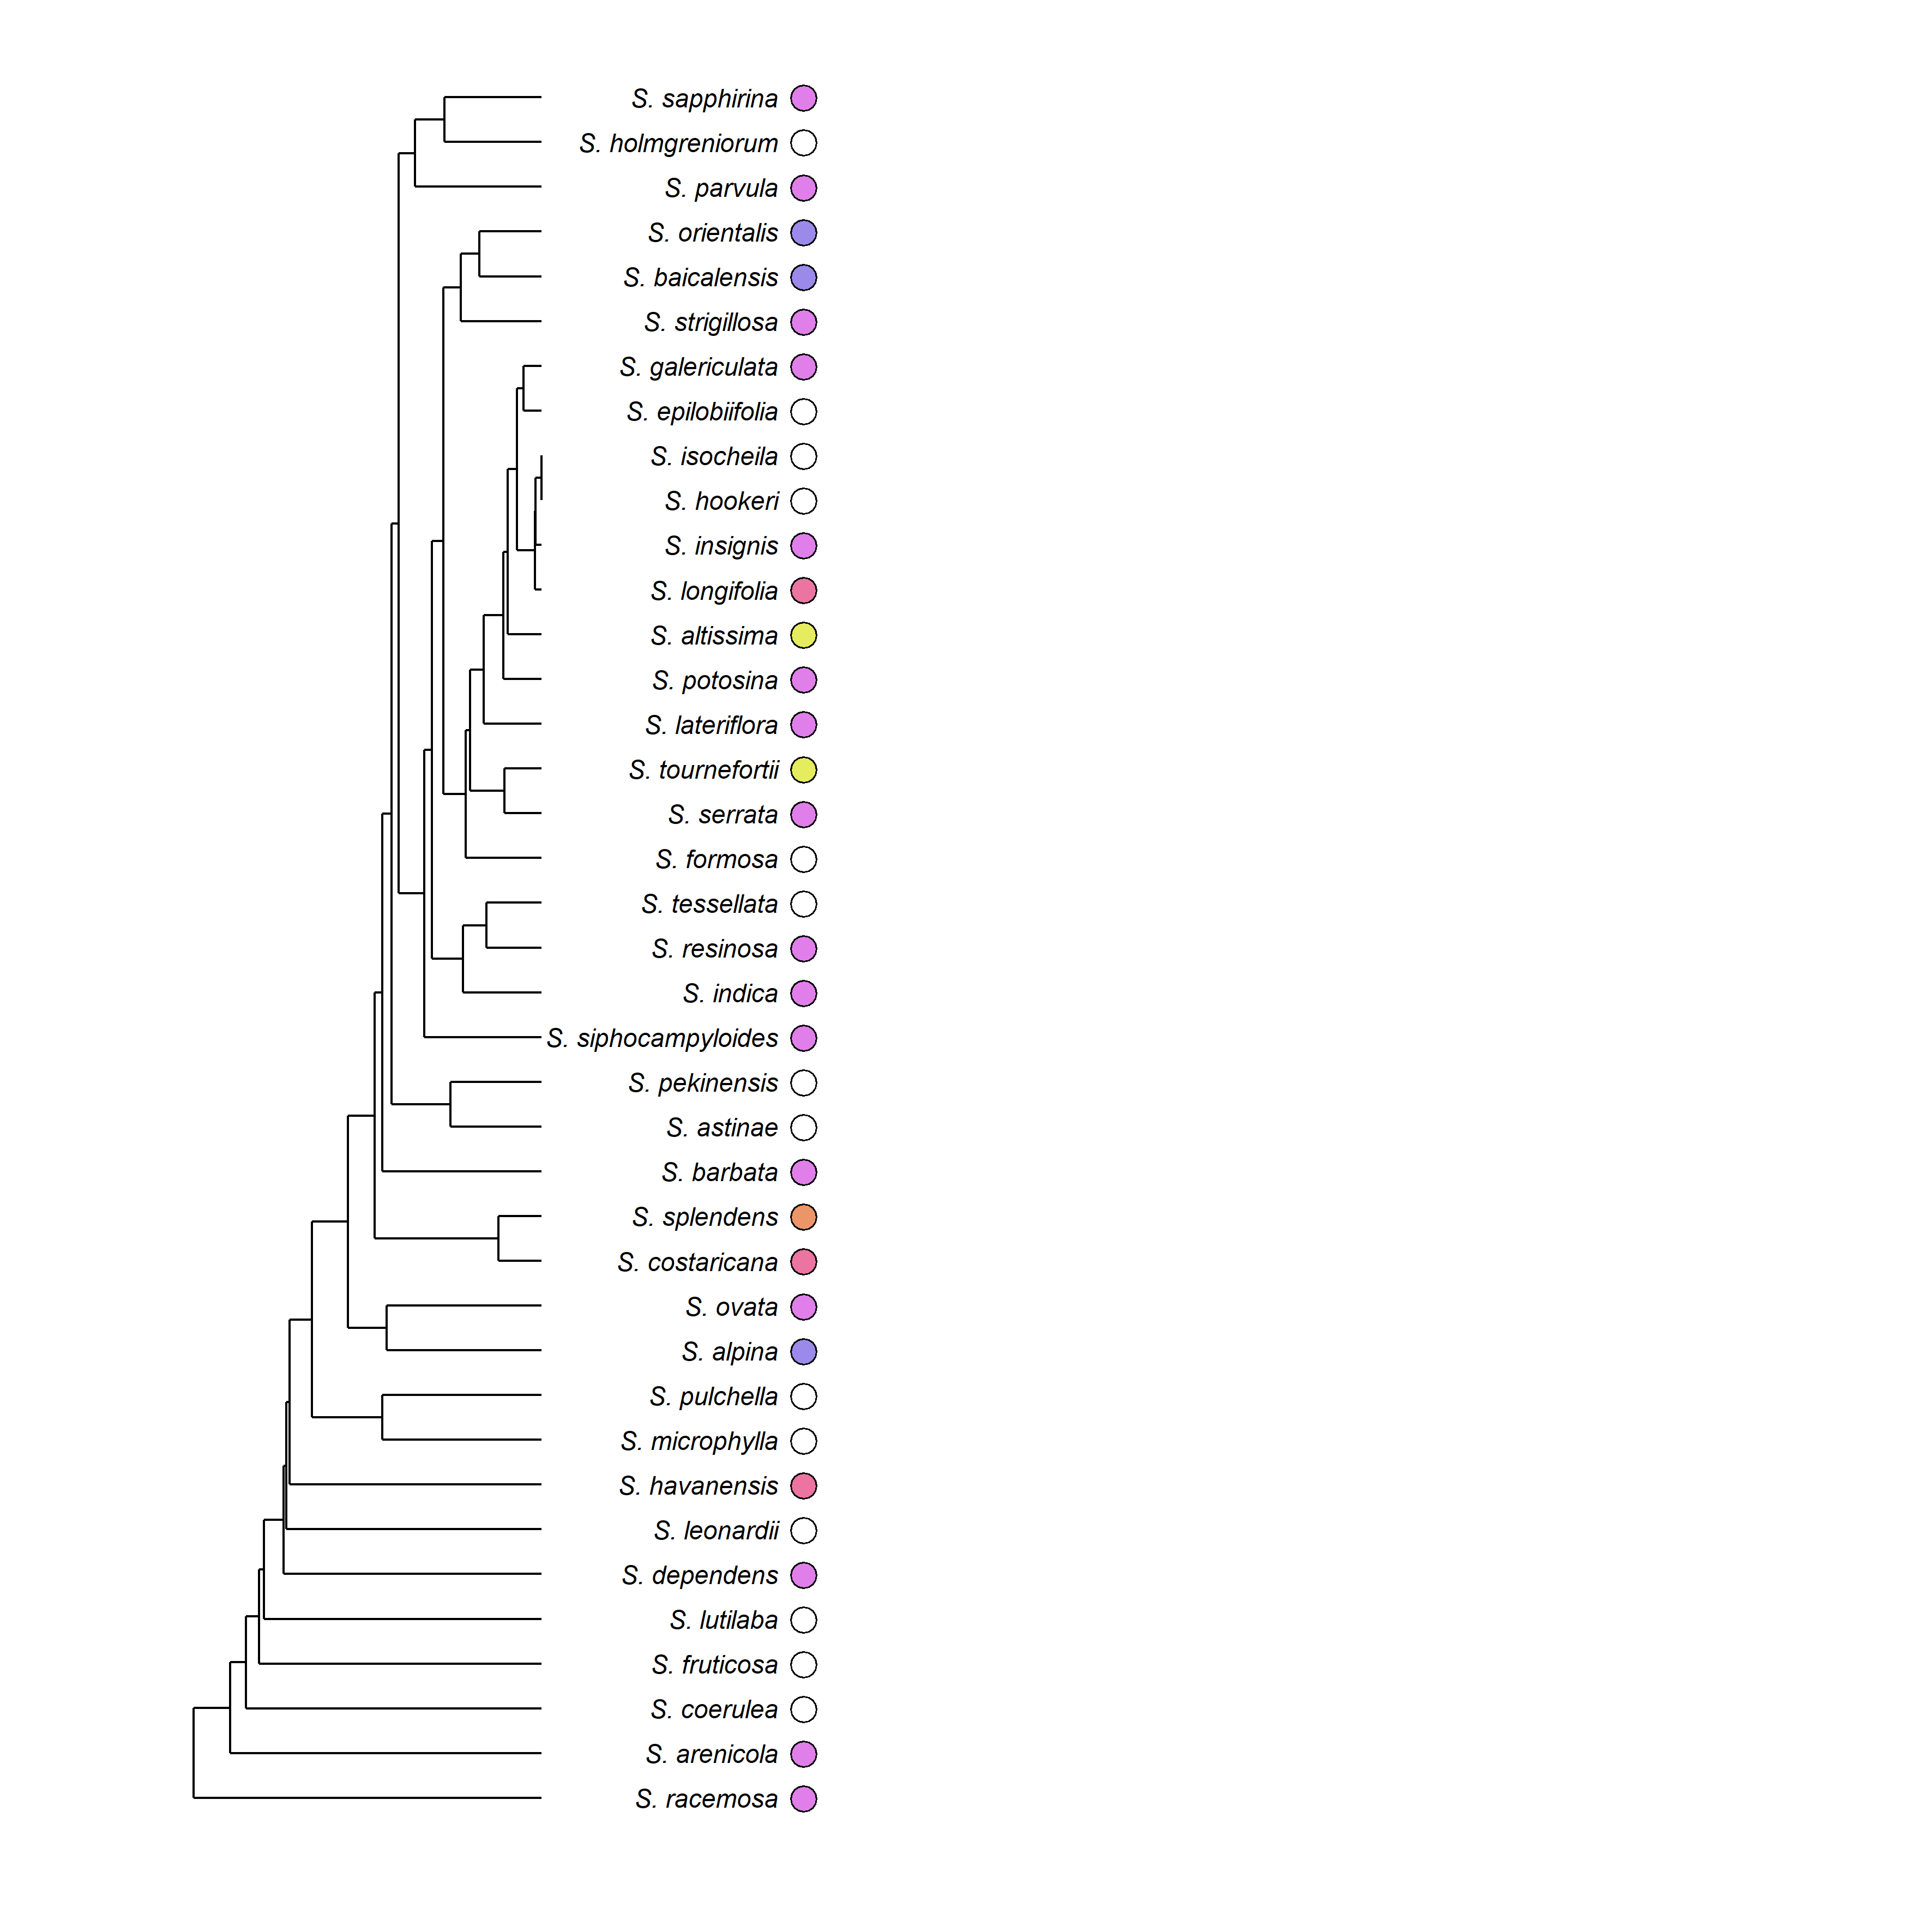 S. sapphirina
S. holmgreniorum
S. parvula
S. orientalis
S. baicalensis
S. strigillosa
S. galericulata
S. epilobiifolia
S. isocheila
S. hookeri
S. insignis
S. longifolia
S. altissima
S. potosina
S. lateriflora
S. tournefortii
S. serrata
S. formosa
S. tessellata
S. resinosa
S. indica
S. siphocampyloides
S. pekinensis
S. astinae
S. barbata
S. splendens
S. costaricana
S. ovata
S. alpina
S. pulchella
S. microphylla
S. havanensis
S. leonardii
S. dependens
S. lutilaba
S. fruticosa
S. coerulea
S. arenicola
S. racemosa